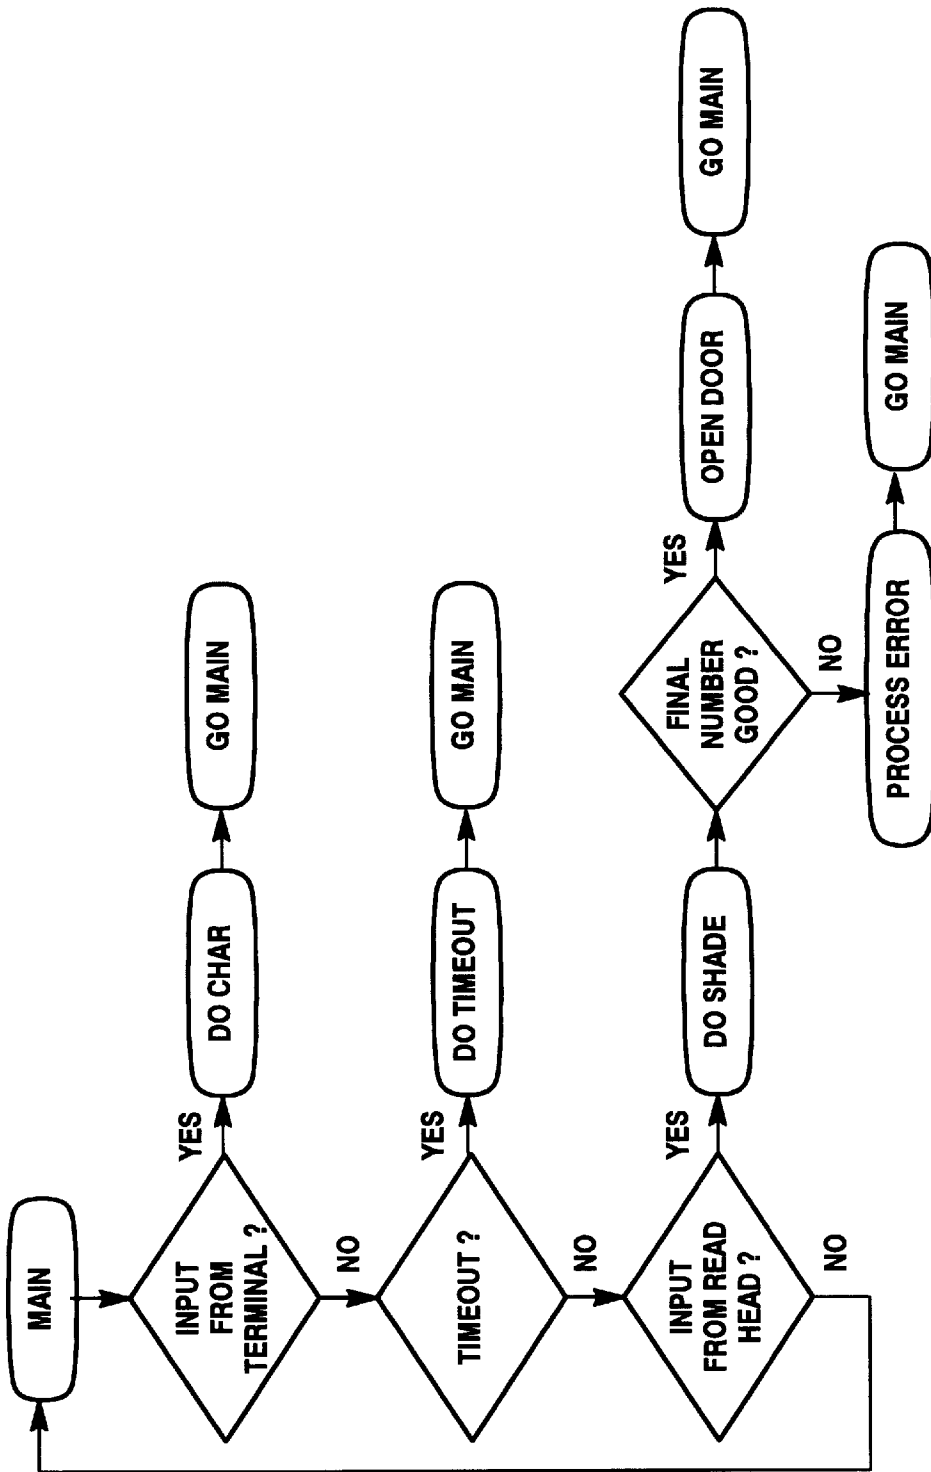 MAIN
INPUT
FROM
TERMINAL ?
YES
DO CHAR
GO MAIN
NO
TIMEOUT ?
YES
DO TIMEOUT
GO MAIN
NO
INPUT
FROM READ
HEAD ?
YES
DO SHADE
FINAL
NUMBER
GOOD ?
YES
OPEN DOOR
GO MAIN
NO
NO
PROCESS ERROR
GO MAIN